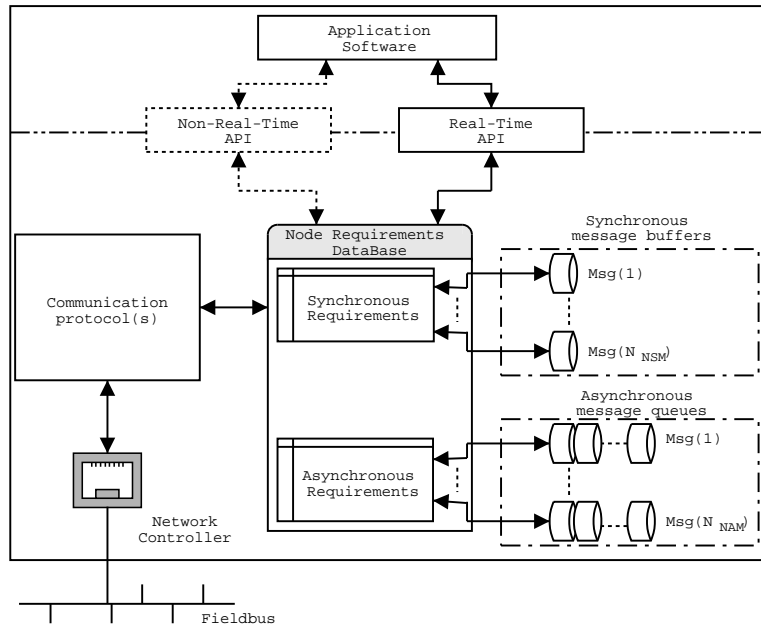 Application
Software
Non-Real-Time
API
Real-Time
API
Node Requirements
DataBase
Synchronous
message buffers
Communication
protocol(s)
Synchronous
Requirements
Msg(1)
Msg(N NSM)
Asynchronous
message queues
Asynchronous
Requirements
Msg(1)
Msg(N NAM)
Network
Controller
Fieldbus